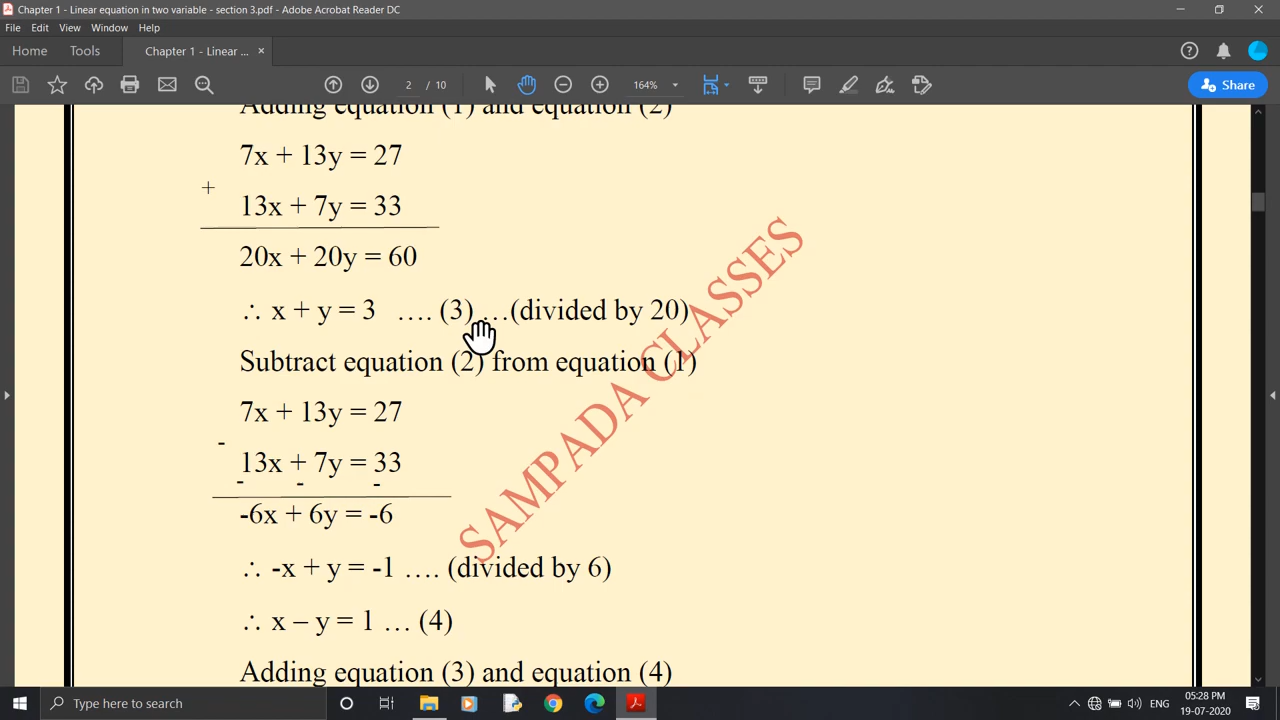 Chapter 1 - Linear equation in two variable - section 3.pdf - Adobe Acrobat Reader DC
File Edit View Window Help
Home Tools Chapter 1 - Linear ... ×
2 / 10 164% Share
Adding equation (1) and equation (2)
7x + 13y = 27
+
13x + 7y = 33
20x + 20y = 60
∴ x + y = 3 …. (3) …(divided by 20)
Subtract equation (2) from equation (1)
7x + 13y = 27
-
13x + 7y = 33
- - -
-6x + 6y = -6
∴ -x + y = -1 …. (divided by 6)
∴ x – y = 1 … (4)
Adding equation (3) and equation (4)
SAMPADA CLASSES
Type here to search
ENG
05:28 PM
19-07-2020